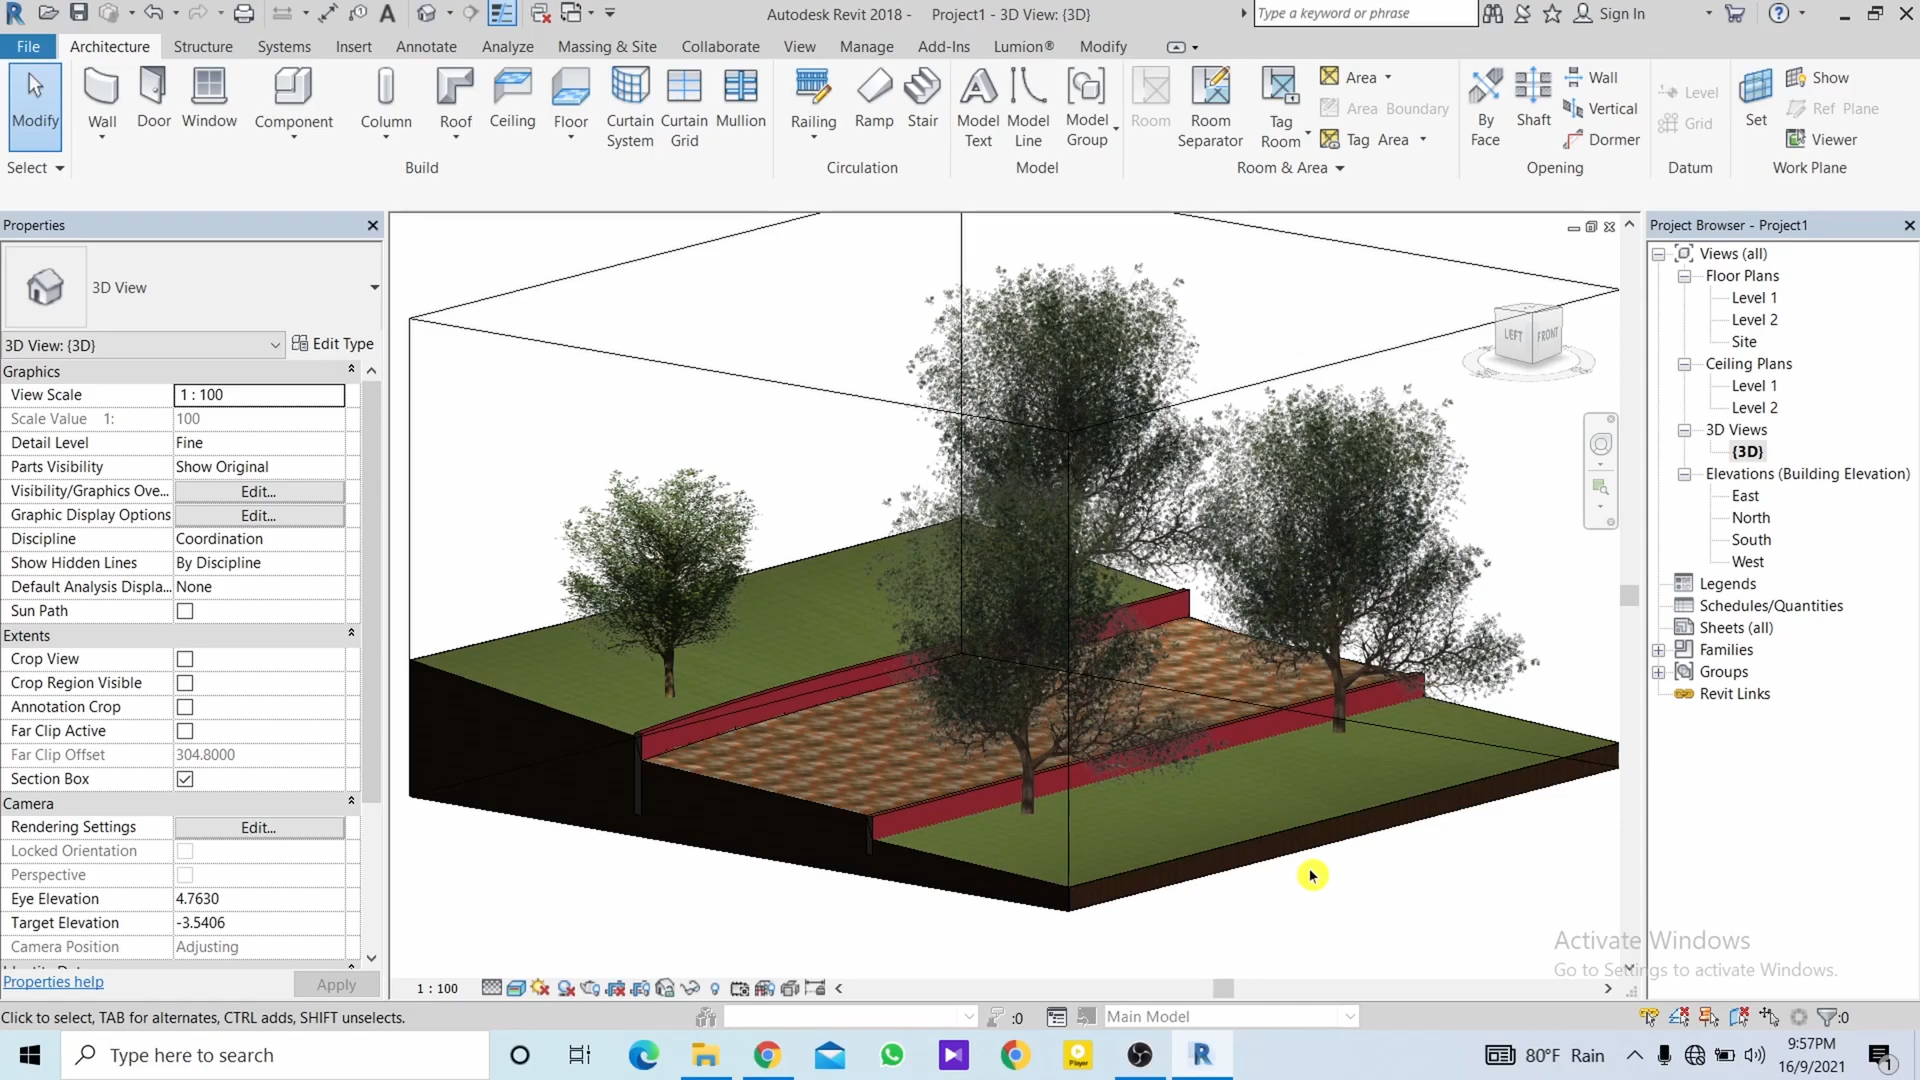 Autodesk Revit 2018 - Project1 - 3D View: {3D}
Type a keyword or phrase
Sign In
File Architecture Structure Systems Insert Annotate Analyze Massing & Site Collaborate View Manage Add-Ins Lumion® Modify
Modify
Wall
Door
Window
Component
Column
Roof
Ceiling
Floor
Curtain System
Curtain Grid
Mullion
Railing
Ramp
Stair
Model Text
Model Line
Model Group
Room
Room Separator
Tag Room
Area
Area Boundary
Tag Area
By Face
Shaft
Wall
Vertical
Dormer
Level
Grid
Set
Show
Ref Plane
Viewer
Select
Build
Circulation
Model
Room & Area
Opening
Datum
Work Plane
Properties
3D View
3D View: {3D}
Edit Type
Graphics
View Scale 1 : 100
Scale Value 1: 100
Detail Level Fine
Parts Visibility Show Original
Visibility/Graphics Ove... Edit...
Graphic Display Options Edit...
Discipline Coordination
Show Hidden Lines By Discipline
Default Analysis Displa... None
Sun Path
Extents
Crop View
Crop Region Visible
Annotation Crop
Far Clip Active
Far Clip Offset 304.8000
Section Box
Camera
Rendering Settings Edit...
Locked Orientation
Perspective
Eye Elevation 4.7630
Target Elevation -3.5406
Camera Position Adjusting
Properties help
Apply
LEFT FRONT
1 : 100
Project Browser - Project1
Views (all)
Floor Plans
Level 1
Level 2
Site
Ceiling Plans
Level 1
Level 2
3D Views
{3D}
Elevations (Building Elevation)
East
North
South
West
Legends
Schedules/Quantities
Sheets (all)
Families
Groups
Revit Links
Activate Windows
Go to Settings to activate Windows.
Click to select, TAB for alternates, CTRL adds, SHIFT unselects.
:0
Main Model
:0
Type here to search
Player
80°F Rain
9:57PM
16/9/2021
1